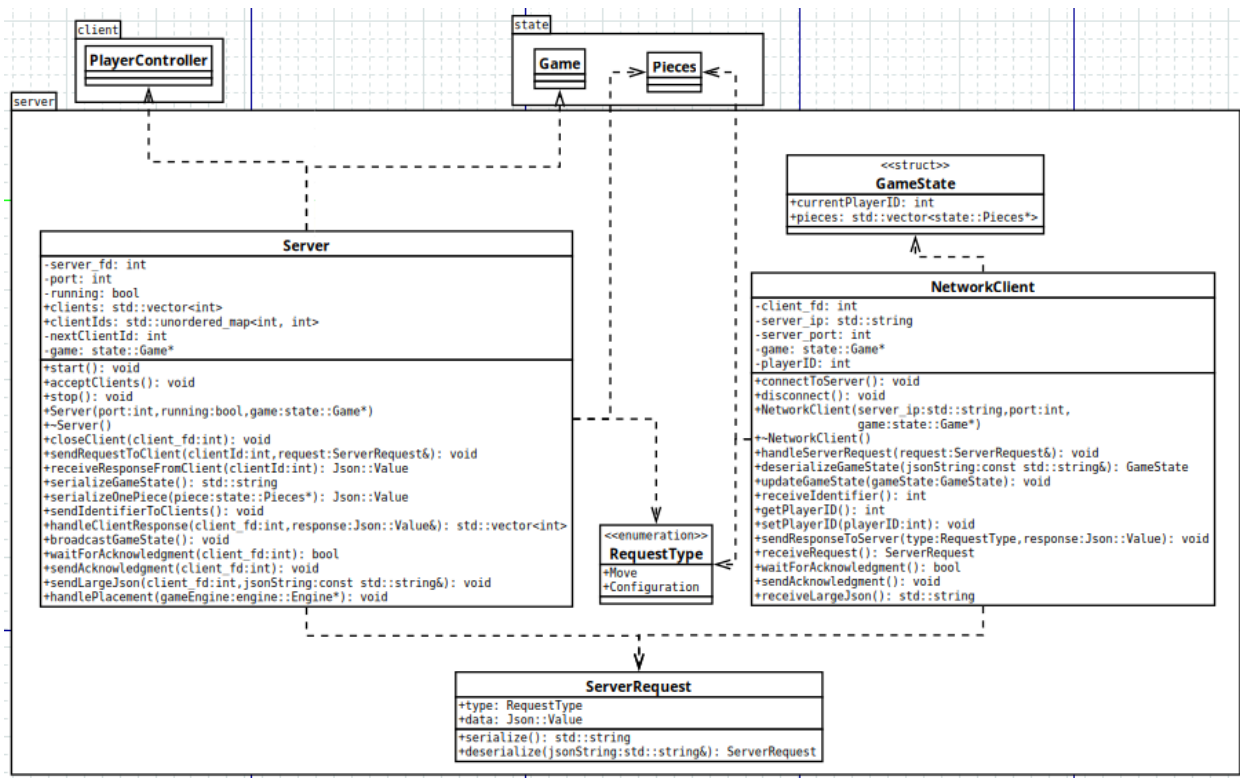 client
PlayerController
state
Game
Pieces
server
<<struct>>
GameState
+currentPlayerID: int
+pieces: std::vector<state::Pieces*>
Server
-server_fd: int
-port: int
-running: bool
+clients: std::vector<int>
+clientIds: std::unordered_map<int, int>
-nextClientId: int
-game: state::Game*
+start(): void
+acceptClients(): void
+stop(): void
+Server(port:int,running:bool,game:state::Game*)
+~Server()
+closeClient(client_fd:int): void
+sendRequestToClient(clientId:int,request:ServerRequest&): void
+receiveResponseFromClient(clientId:int): Json::Value
+serializeGameState(): std::string
+serializeOnePiece(piece:state::Pieces*): Json::Value
+sendIdentifierToClients(): void
+handleClientResponse(client_fd:int,response:Json::Value&): std::vector<int>
+broadcastGameState(): void
+waitForAcknowledgment(client_fd:int): bool
+sendAcknowledgment(client_fd:int): void
+sendLargeJson(client_fd:int,jsonString:const std::string&): void
+handlePlacement(gameEngine:engine::Engine*): void
NetworkClient
-client_fd: int
-server_ip: std::string
-server_port: int
-game: state::Game*
-playerID: int
+connectToServer(): void
+disconnect(): void
+NetworkClient(server_ip:std::string,port:int,
game:state::Game*)
+~NetworkClient()
+handleServerRequest(request:ServerRequest&): void
+deserializeGameState(jsonString:const std::string&): GameState
+updateGameState(gameState:GameState): void
+receiveIdentifier(): int
+getPlayerID(): int
+setPlayerID(playerID:int): void
+sendResponseToServer(type:RequestType,response:Json::Value): void
+receiveRequest(): ServerRequest
+waitForAcknowledgment(): bool
+sendAcknowledgment(): void
+receiveLargeJson(): std::string
<<enumeration>>
RequestType
+Move
+Configuration
ServerRequest
+type: RequestType
+data: Json::Value
+serialize(): std::string
+deserialize(jsonString:std::string&): ServerRequest